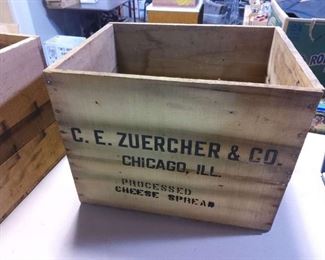 C. E. ZUERCHER & CO.
CHICAGO, ILL.
PROCESSED
CHEESE SPREAD